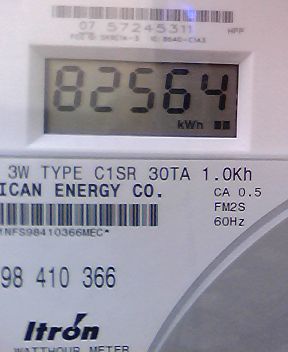 07 57245311 HPP
82564
kWh
3W TYPE C1SR 30TA 1.0Kh
ICAN ENERGY CO.
CA 0.5
FM2S
60Hz
1NFS98410366MEC*
98 410 366
Itron
WATTHOUR METER